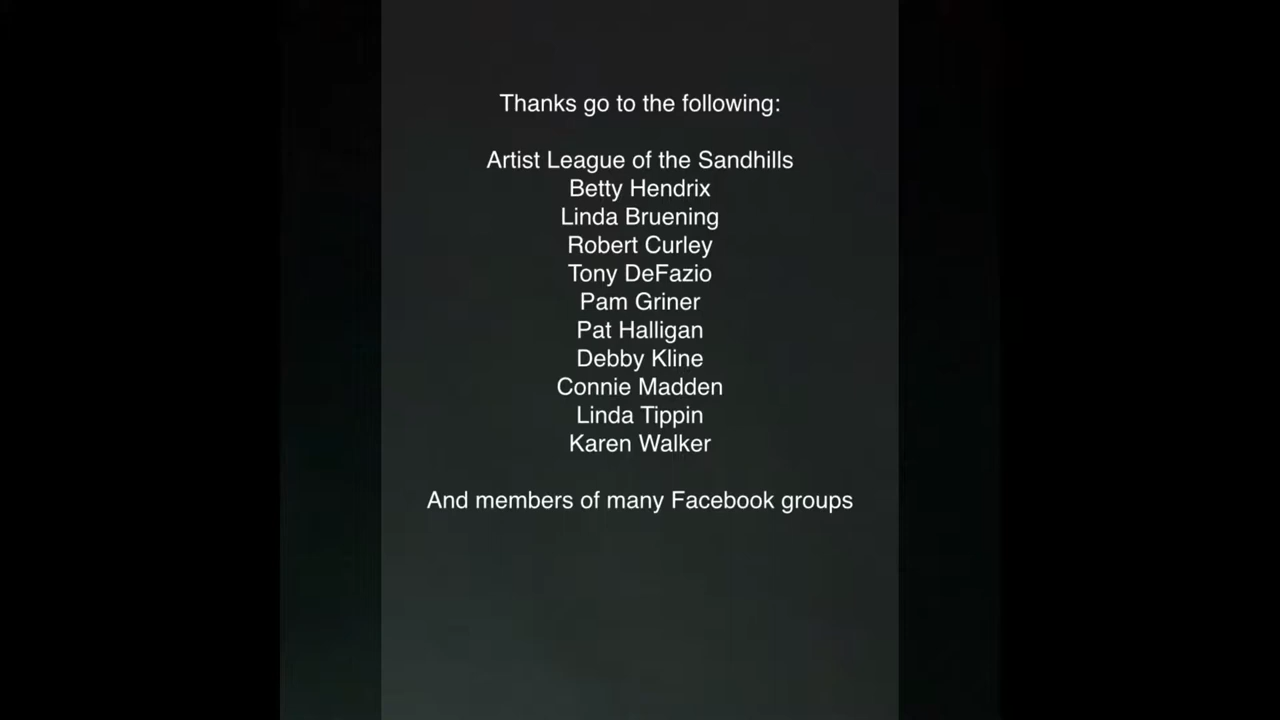 Thanks go to the following:
Artist League of the Sandhills
Betty Hendrix
Linda Bruening
Robert Curley
Tony DeFazio
Pam Griner
Pat Halligan
Debby Kline
Connie Madden
Linda Tippin
Karen Walker
And members of many Facebook groups